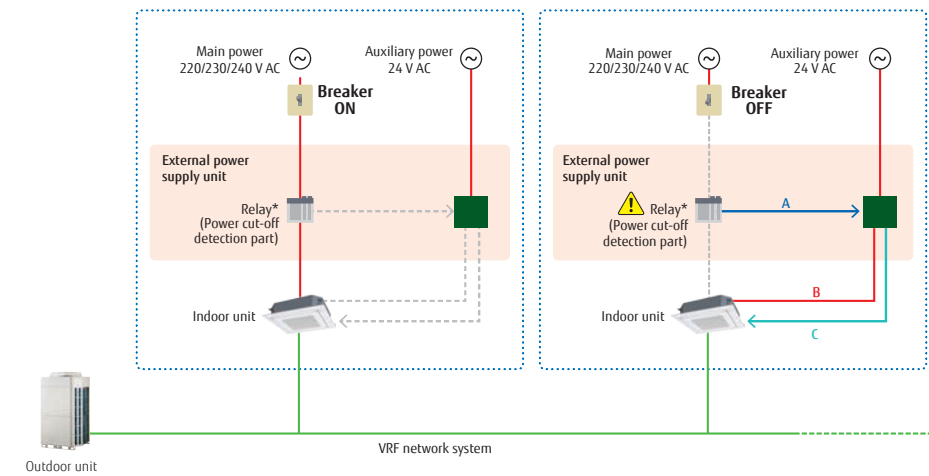 Main power
220/230/240 V AC
Auxiliary power
24 V AC
Breaker
ON
External power
supply unit
Relay*
(Power cut-off
detection part)
Indoor unit
Main power
220/230/240 V AC
Auxiliary power
24 V AC
Breaker
OFF
External power
supply unit
Relay*
(Power cut-off
detection part)
A
B
C
Indoor unit
VRF network system
Outdoor unit